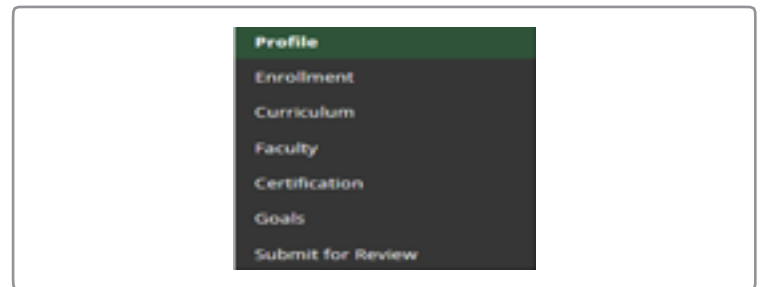 Profile
Enrollment
Curriculum
Faculty
Certification
Goals
Submit for Review